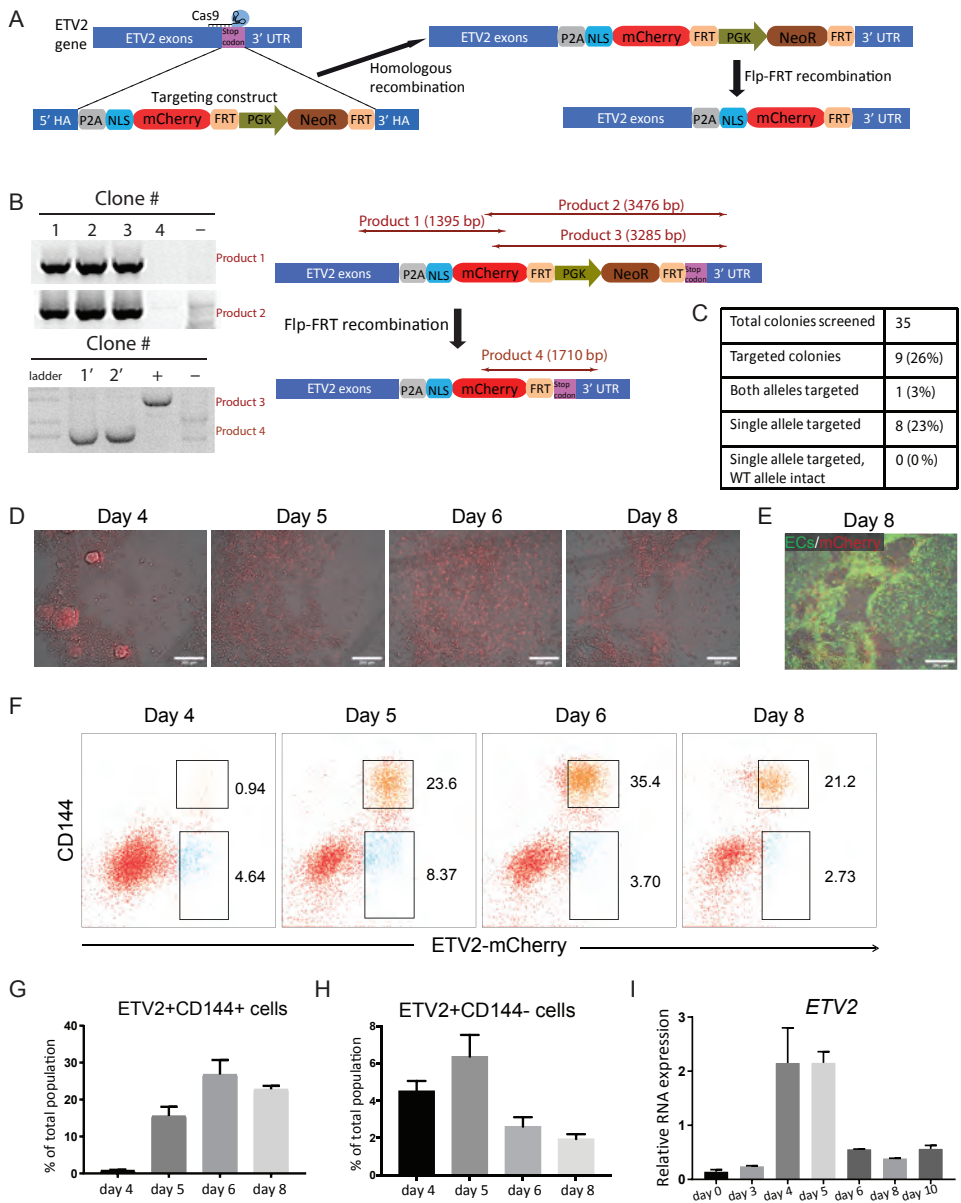 A
Cas9
ETV2 gene
ETV2 exons
Stop codon
3′ UTR
Homologous recombination
Targeting construct
5′ HA P2A NLS mCherry FRT PGK NeoR FRT 3′ HA
ETV2 exons P2A NLS mCherry FRT PGK NeoR FRT 3′ UTR
Flp-FRT recombination
ETV2 exons P2A NLS mCherry FRT 3′ UTR
B
Clone #
1 2 3 4 –
Product 1
Product 2
Clone #
ladder 1′ 2′ + –
Product 3
Product 4
Product 2 (3476 bp)
Product 1 (1395 bp)
Product 3 (3285 bp)
ETV2 exons P2A NLS mCherry FRT PGK NeoR FRT Stop codon 3′ UTR
Flp-FRT recombination
Product 4 (1710 bp)
ETV2 exons P2A NLS mCherry FRT Stop codon 3′ UTR
C
Total colonies screened 35
Targeted colonies 9 (26%)
Both alleles targeted 1 (3%)
Single allele targeted 8 (23%)
Single allele targeted, WT allele intact 0 (0%)
D
Day 4 Day 5 Day 6 Day 8
E
Day 8
ECs/mCherry
F
Day 4 Day 5 Day 6 Day 8
CD144
0.94
4.64
23.6
8.37
35.4
3.70
21.2
2.73
ETV2-mCherry
G
ETV2+CD144+ cells
% of total population
40
30
20
10
0
day 4 day 5 day 6 day 8
H
ETV2+CD144- cells
% of total population
8
6
4
2
0
day 4 day 5 day 6 day 8
I
ETV2
Relative RNA expression
3
2
1
0
day 0 day 3 day 4 day 5 day 6 day 8 day 10